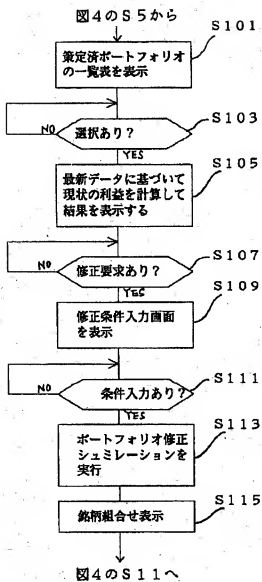 図4のS5から
S101
策定済ポートフォリオ
の一覧表を表示
S103
選択あり?
NO
YES
S105
最新データに基づいて
現状の利益を計算して
結果を表示する
S107
修正要求あり?
NO
YES
S109
修正条件入力画面
を表示
S111
条件入力あり?
NO
YES
S113
ポートフォリオ修正
シュミレーションを
実行
S115
銘柄組合せ表示
図4のS11へ